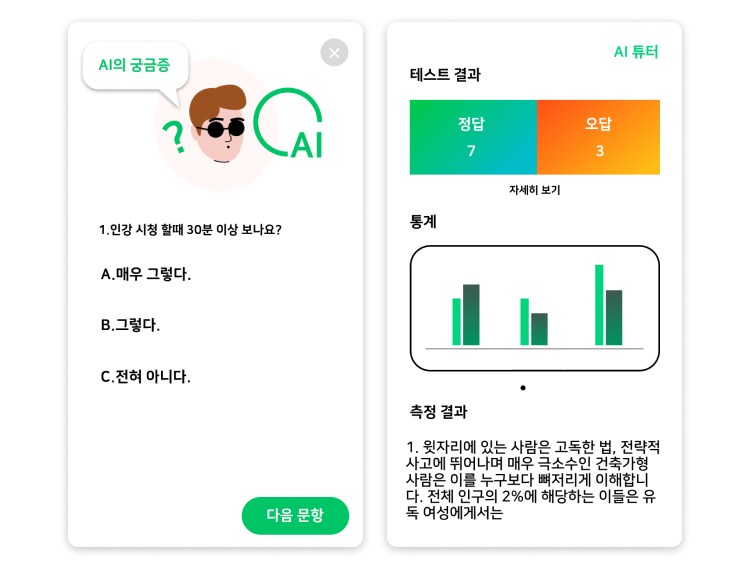 AI의 궁금증
?
AI
1.인강 시청 할때 30분 이상 보나요?
A.매우 그렇다.
B.그렇다.
C.전혀 아니다.
다음 문항
AI 튜터
테스트 결과
정답
7
오답
3
자세히 보기
통계
측정 결과
1. 윗자리에 있는 사람은 고독한 법, 전략적
사고에 뛰어나며 매우 극소수인 건축가형
사람은 이를 누구보다 뼈저리게 이해합니
다. 전체 인구의 2%에 해당하는 이들은 유
독 여성에게서는